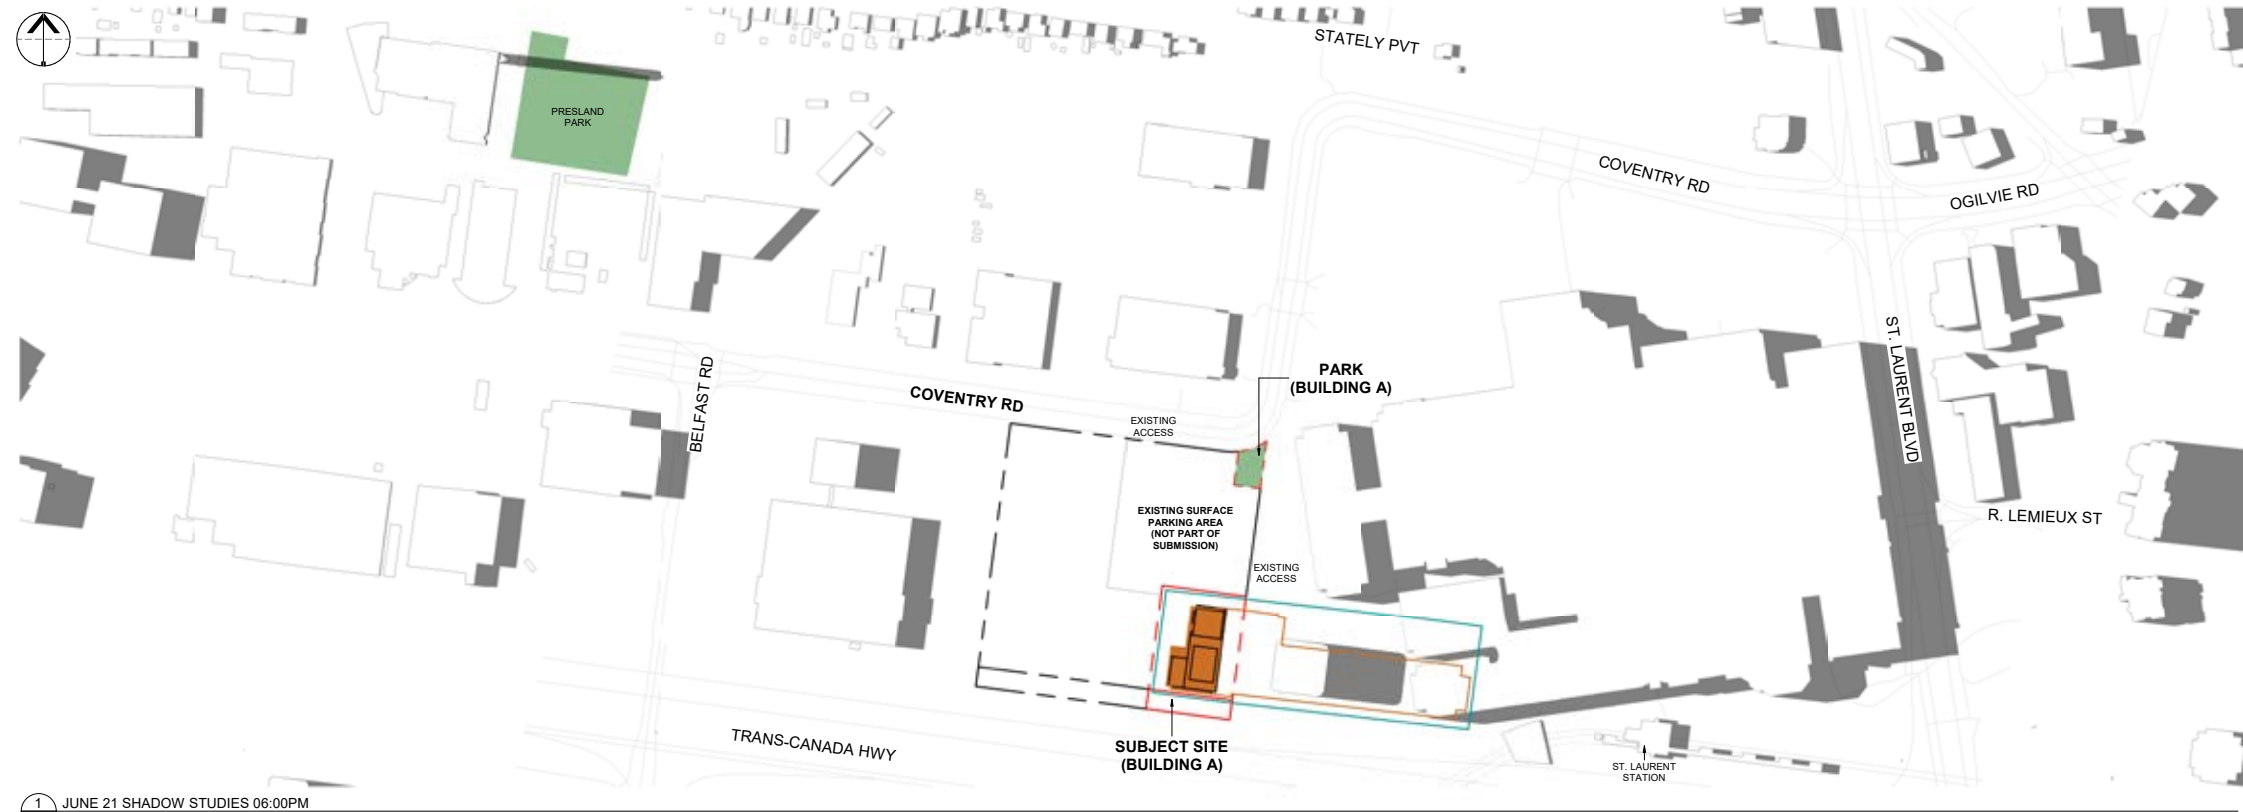 STATELY PVT
PRESLAND
PARK
COVENTRY RD
OGILVIE RD
ST. LAURENT BLVD
BELFAST RD
PARK
(BUILDING A)
COVENTRY RD
EXISTING
ACCESS
EXISTING SURFACE
PARKING AREA
(NOT PART OF
SUBMISSION)
R. LEMIEUX ST
EXISTING
ACCESS
TRANS-CANADA HWY
SUBJECT SITE
(BUILDING A)
ST. LAURENT
STATION
1 JUNE 21 SHADOW STUDIES 06:00PM